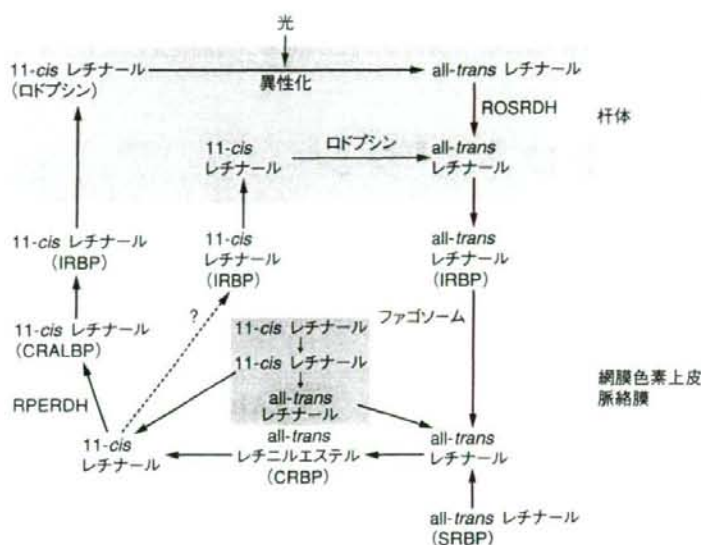 光
11-cis レチナール
(ロドプシン)
異性化
all-trans レチナール
ROSRDH
杆体
11-cis
レチナール
ロドプシン
all-trans
レチナール
11-cis レチナール
(IRBP)
11-cis
レチナール
(IRBP)
all-trans
レチナール
(IRBP)
?
ファゴソーム
11-cis レチナール
(CRALBP)
11-cis レチナール
11-cis レチナール
all-trans
レチナール
網膜色素上皮
脈絡膜
RPERDH
11-cis
レチナール
all-trans
レチニルエステル
(CRBP)
all-trans
レチナール
all-trans レチナール
(SRBP)